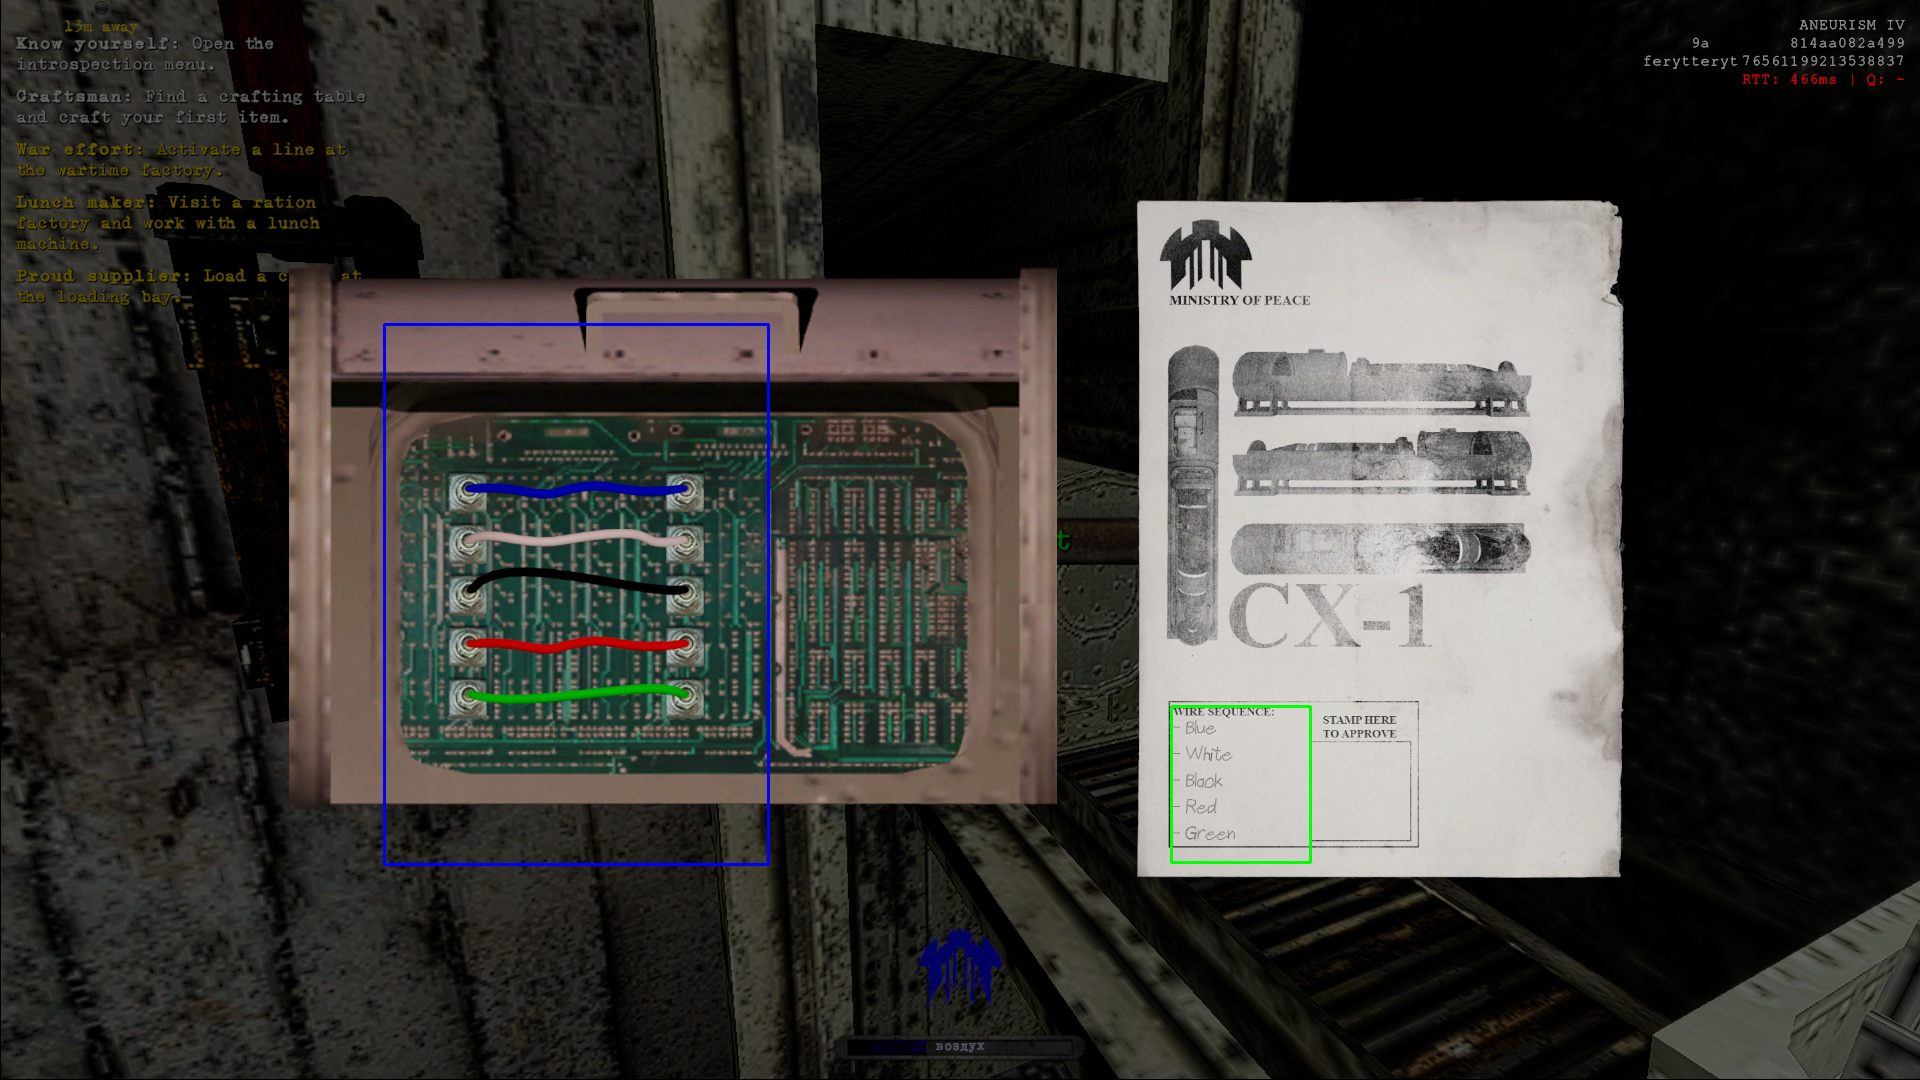 13m away
Know yourself: Open the
introspection menu.
Craftsman: Find a crafting table
and craft your first item.
War effort: Activate a line at
the wartime factory.
Lunch maker: Visit a ration
factory and work with a lunch
machine.
Proud supplier: Load a c at
the loading bay.
ANEURISM IV
9a 814aa082a499
ferytteryt76561199213538837
RTT: 466ms | Q: -
t
MINISTRY OF PEACE
CX-1
WIRE SEQUENCE:
- Blue
- White
- Black
- Red
- Green
STAMP HERE
TO APPROVE
воздух